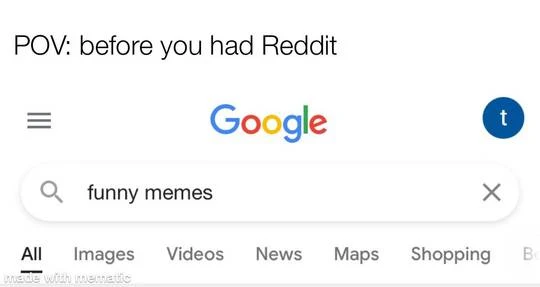 POV: before you had Reddit
Google
t
funny memes
All Images Videos News Maps Shopping
made with mematic